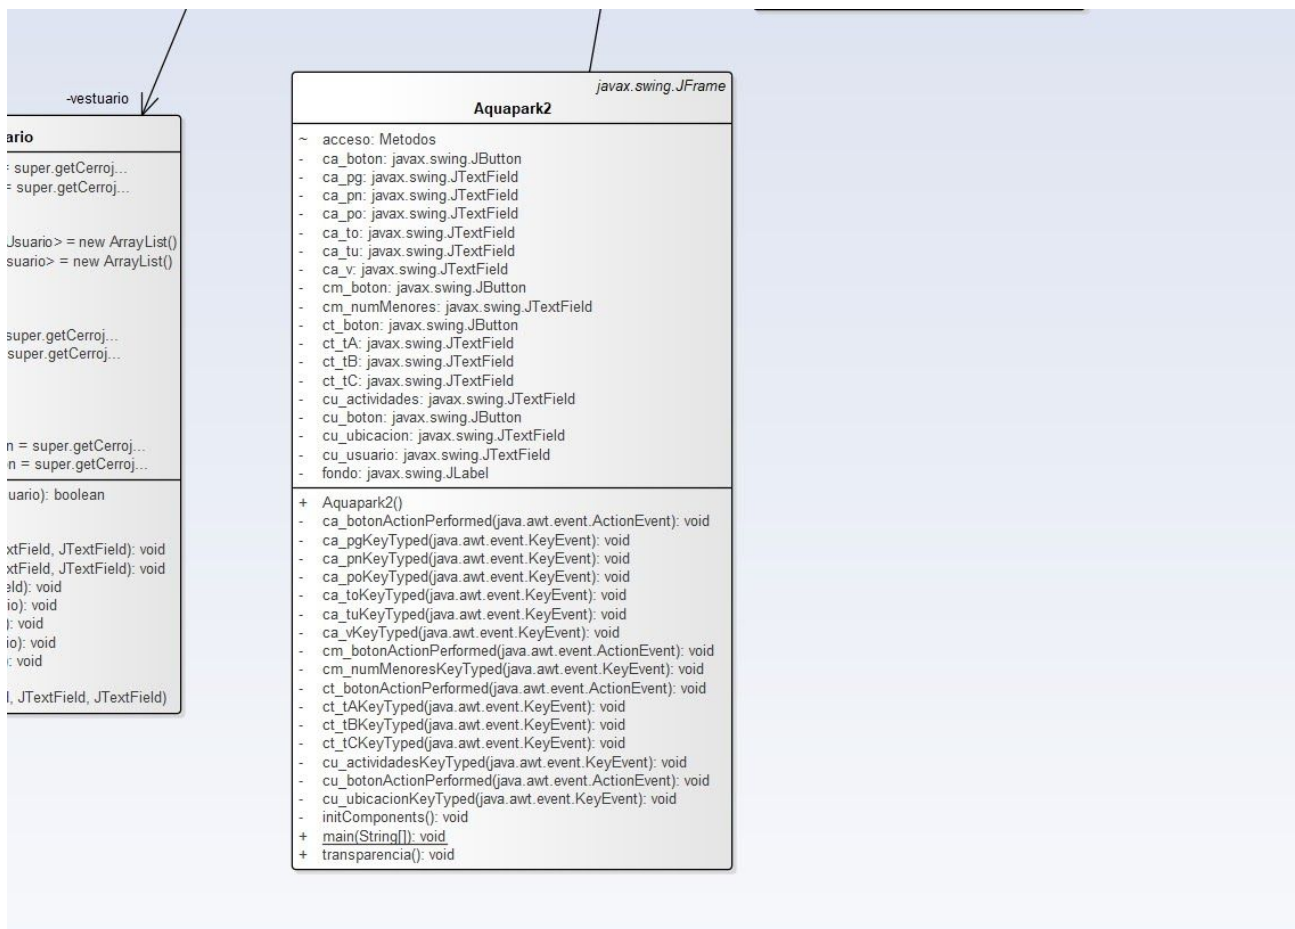 -vestuario
ario
= super.getCerroj...
= super.getCerroj...
Usuario> = new ArrayList()
suario> = new ArrayList()
super.getCerroj...
super.getCerroj...
n = super.getCerroj...
n = super.getCerroj...
uario): boolean
xtField, JTextField): void
xtField, JTextField): void
eld): void
io): void
): void
io): void
): void
l, JTextField, JTextField)
javax.swing.JFrame
Aquapark2
~ acceso: Metodos
- ca_boton: javax.swing.JButton
- ca_pg: javax.swing.JTextField
- ca_pn: javax.swing.JTextField
- ca_po: javax.swing.JTextField
- ca_to: javax.swing.JTextField
- ca_tu: javax.swing.JTextField
- ca_v: javax.swing.JTextField
- cm_boton: javax.swing.JButton
- cm_numMenores: javax.swing.JTextField
- ct_boton: javax.swing.JButton
- ct_tA: javax.swing.JTextField
- ct_tB: javax.swing.JTextField
- ct_tC: javax.swing.JTextField
- cu_actividades: javax.swing.JTextField
- cu_boton: javax.swing.JButton
- cu_ubicacion: javax.swing.JTextField
- cu_usuario: javax.swing.JTextField
- fondo: javax.swing.JLabel
+ Aquapark2()
- ca_botonActionPerformed(java.awt.event.ActionEvent): void
- ca_pgKeyTyped(java.awt.event.KeyEvent): void
- ca_pnKeyTyped(java.awt.event.KeyEvent): void
- ca_poKeyTyped(java.awt.event.KeyEvent): void
- ca_toKeyTyped(java.awt.event.KeyEvent): void
- ca_tuKeyTyped(java.awt.event.KeyEvent): void
- ca_vKeyTyped(java.awt.event.KeyEvent): void
- cm_botonActionPerformed(java.awt.event.ActionEvent): void
- cm_numMenoresKeyTyped(java.awt.event.KeyEvent): void
- ct_botonActionPerformed(java.awt.event.ActionEvent): void
- ct_tAKeyTyped(java.awt.event.KeyEvent): void
- ct_tBKeyTyped(java.awt.event.KeyEvent): void
- ct_tCKeyTyped(java.awt.event.KeyEvent): void
- cu_actividadesKeyTyped(java.awt.event.KeyEvent): void
- cu_botonActionPerformed(java.awt.event.ActionEvent): void
- cu_ubicacionKeyTyped(java.awt.event.KeyEvent): void
- initComponents(): void
+ main(String[]): void
+ transparencia(): void